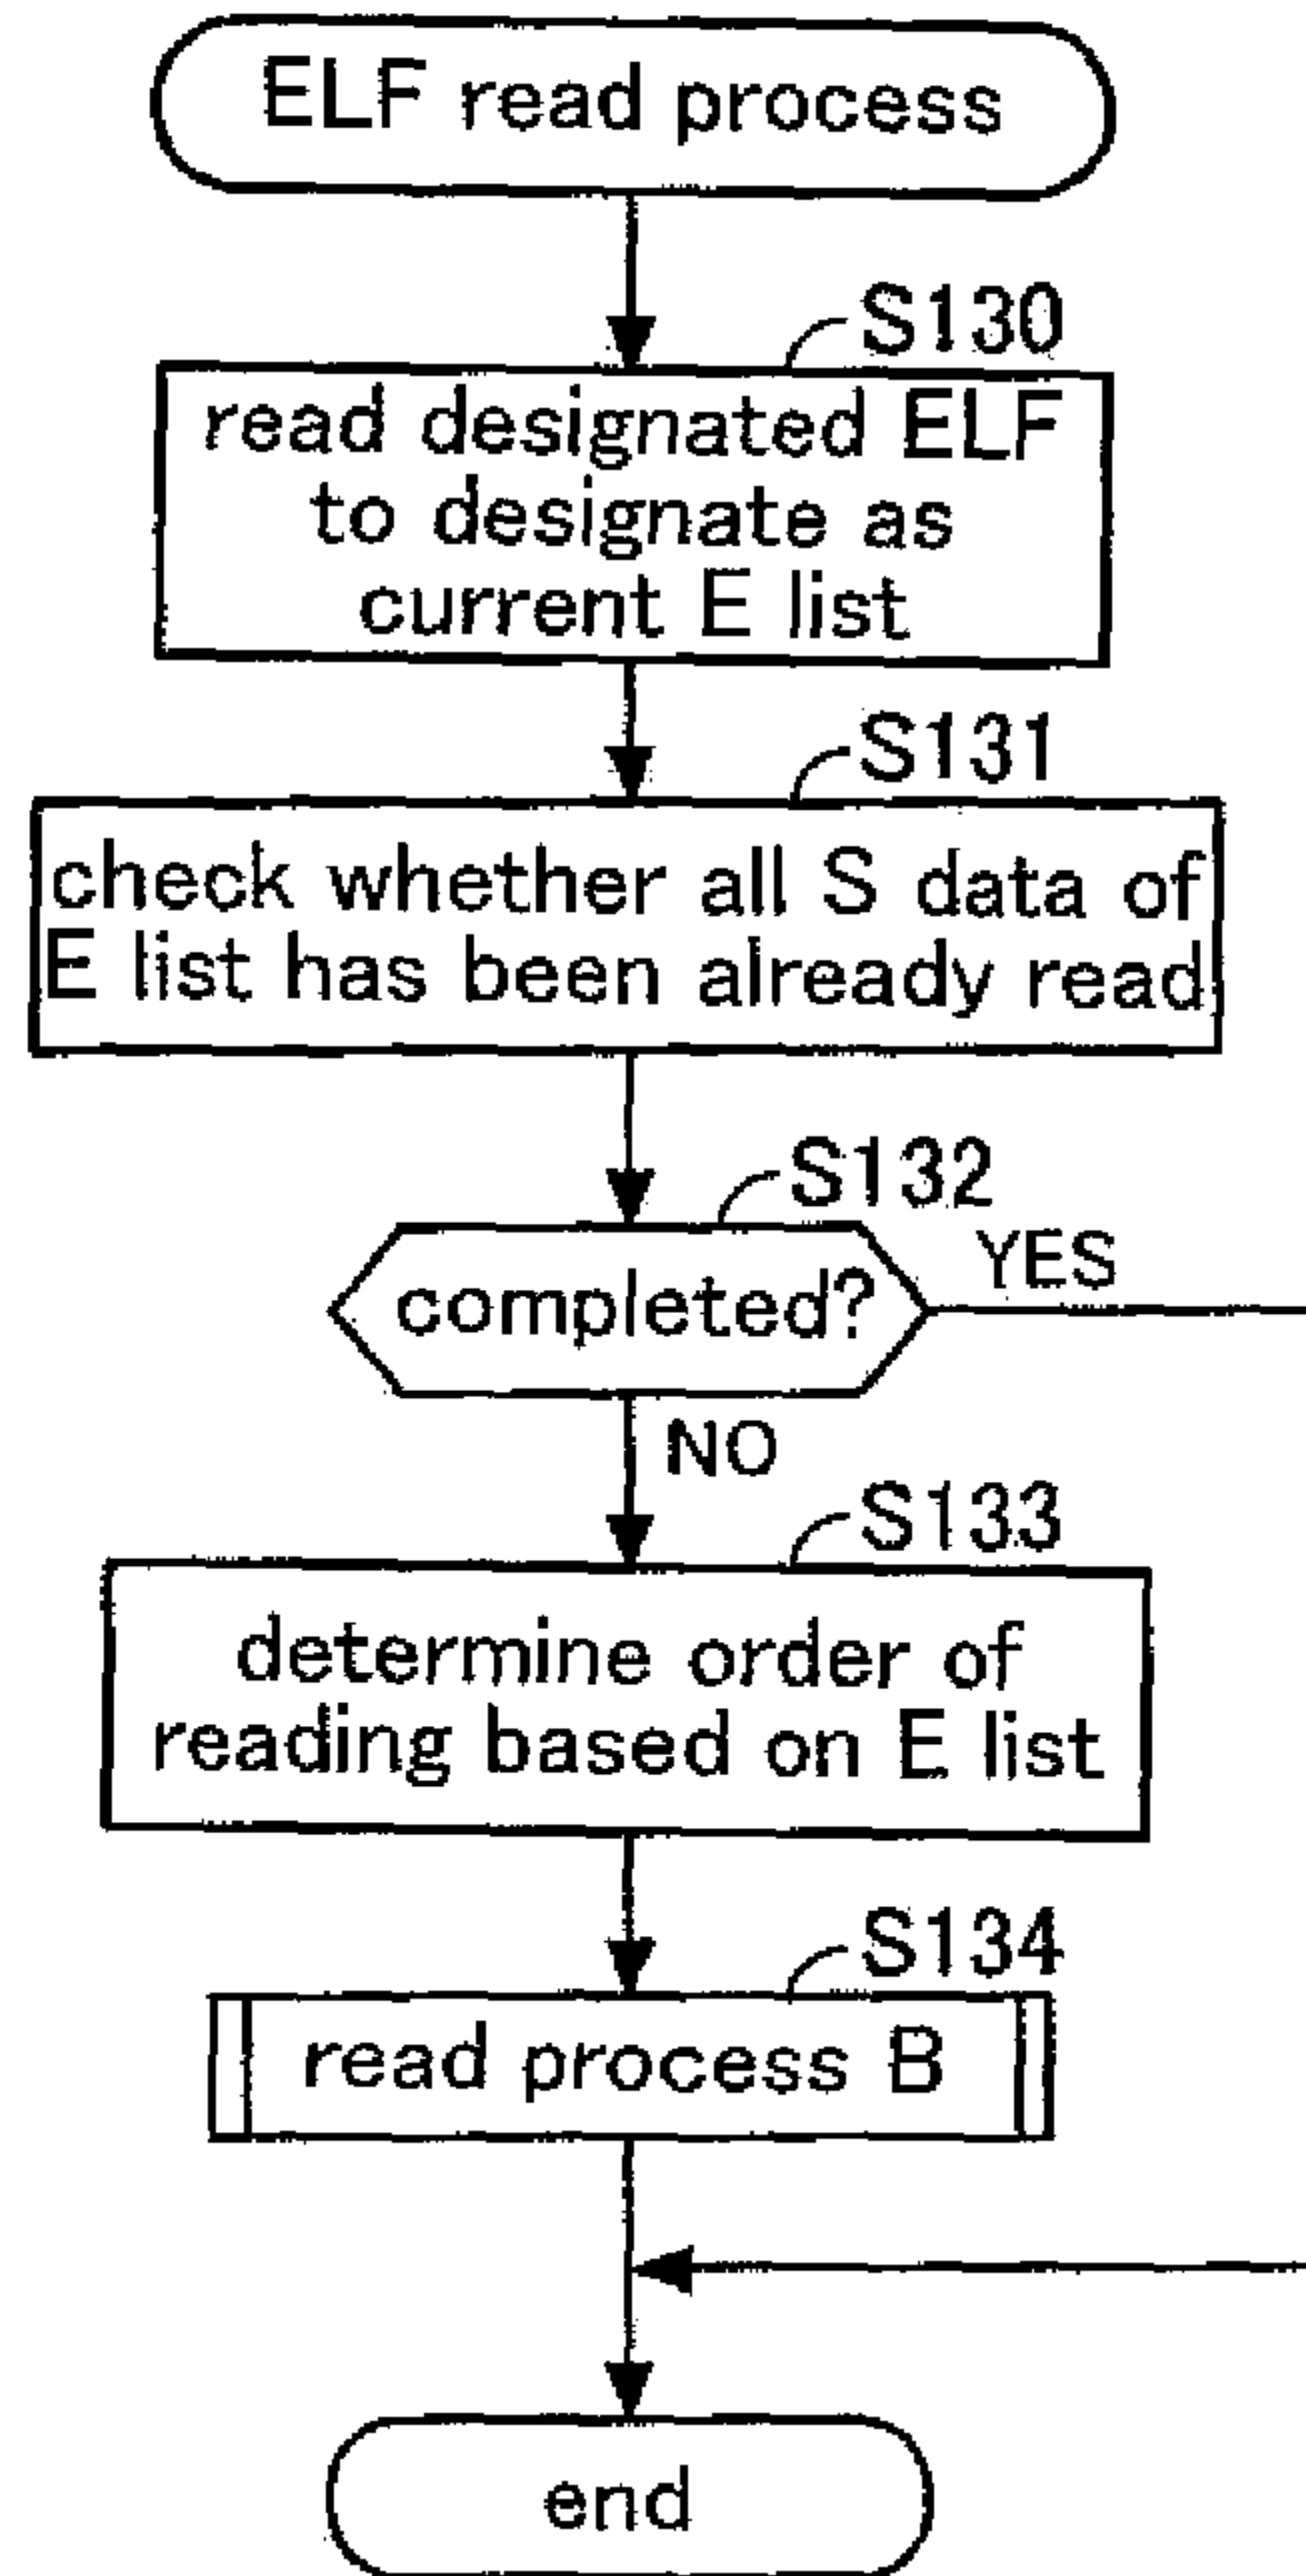 ELF read process
S130
read designated ELF
to designate as
current E list
S131
check whether all S data of
E list has been already read
S132
completed?
YES
NO
S133
determine order of
reading based on E list
S134
read process B
end